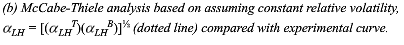 (b) McCabe-Thiele analysis based on assuming constant relative volatility,
α_LH = [(α_LH^T)(α_LH^B)]^½ (dotted line) compared with experimental curve.